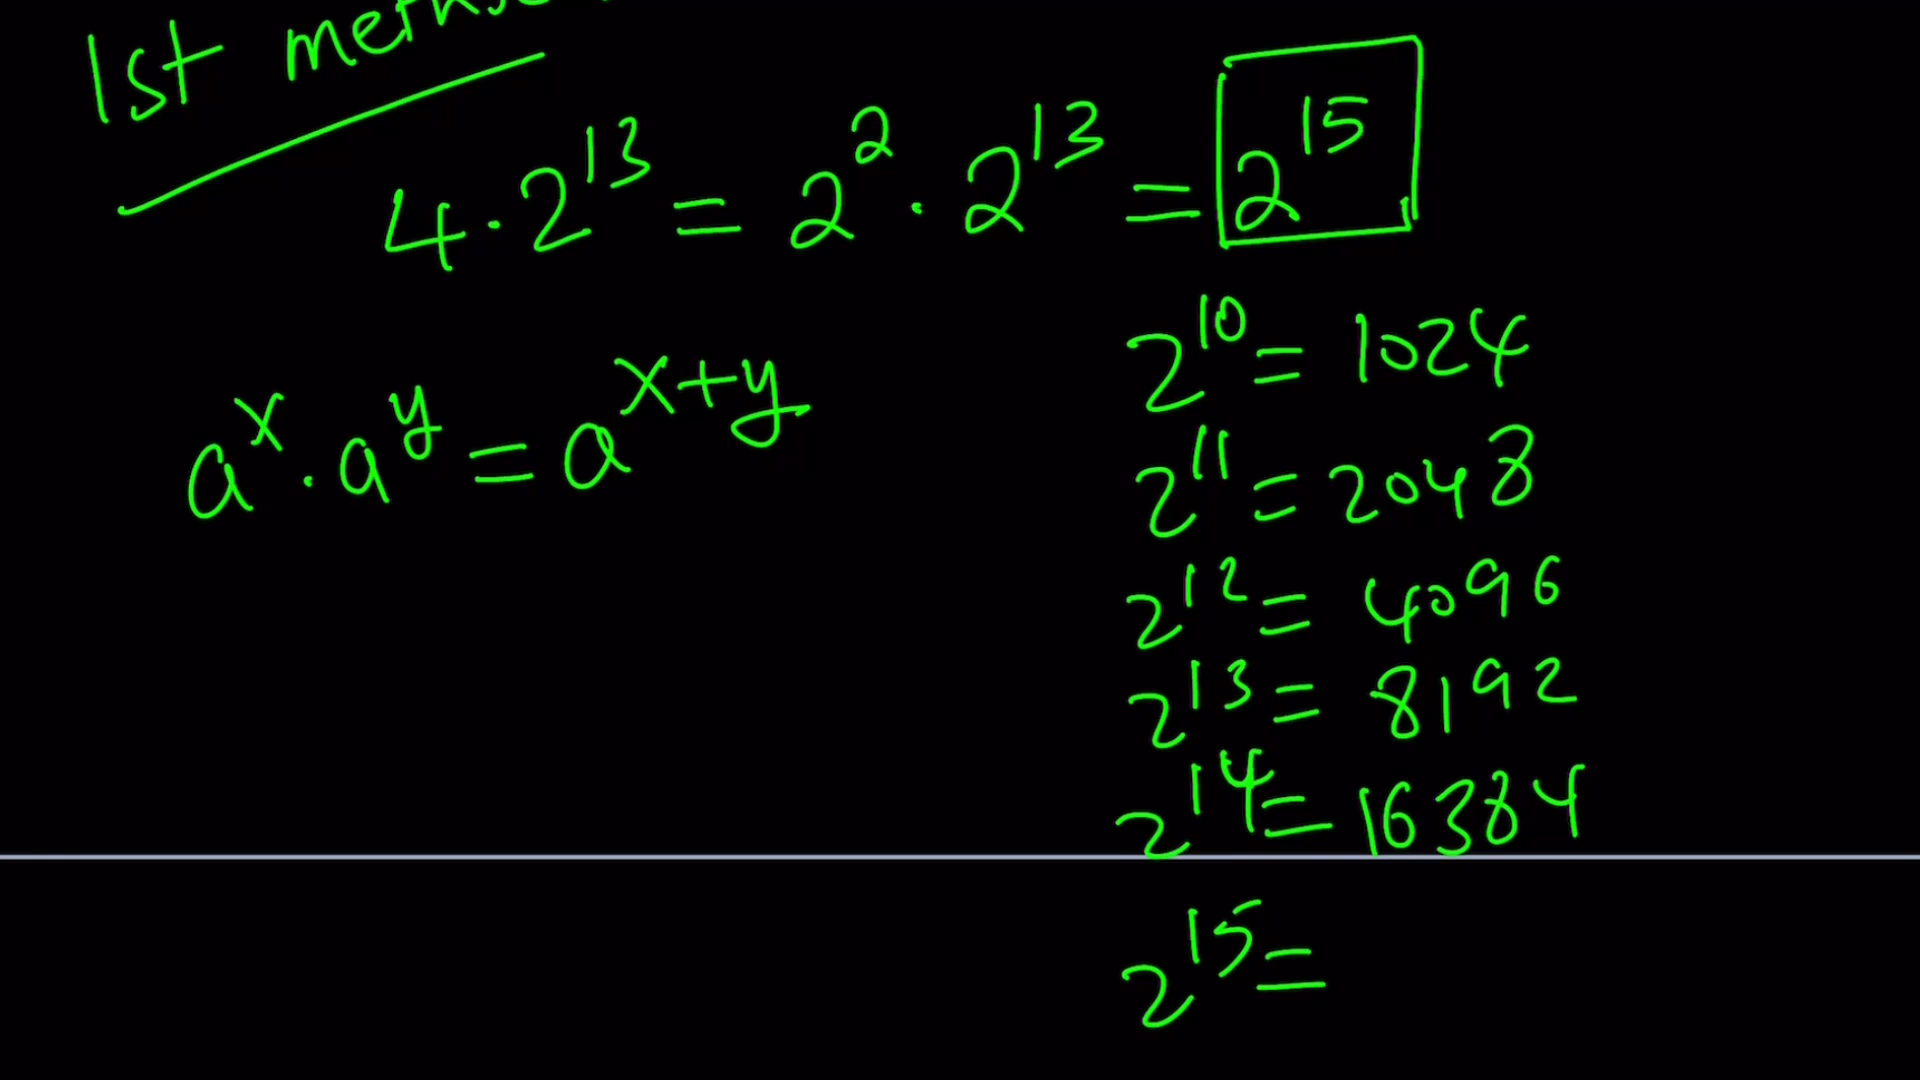 1st method
4·2^13 = 2^2 · 2^13 = 2^15
a^x · a^y = a^x+y
2^10 = 1024
2^11 = 2048
2^12 = 4096
2^13 = 8192
2^14 = 16384
2^15 =